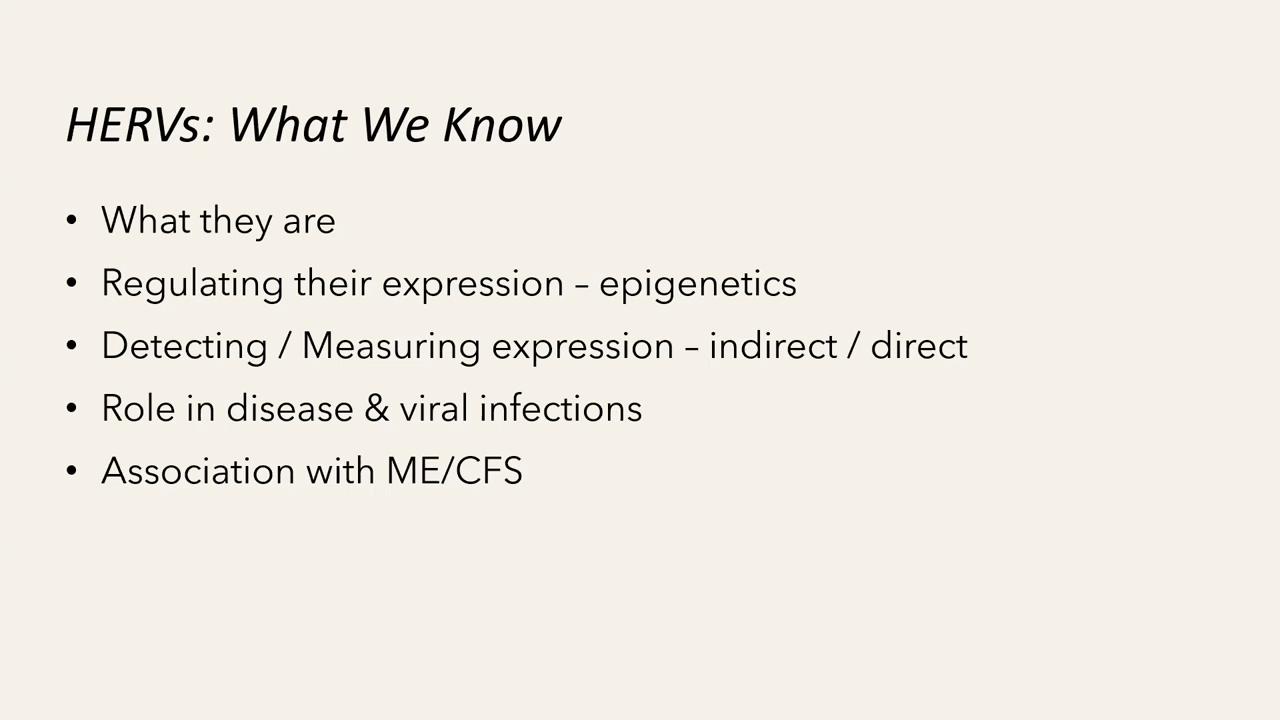 HERVs: What We Know
• What they are
• Regulating their expression – epigenetics
• Detecting / Measuring expression – indirect / direct
• Role in disease & viral infections
• Association with ME/CFS